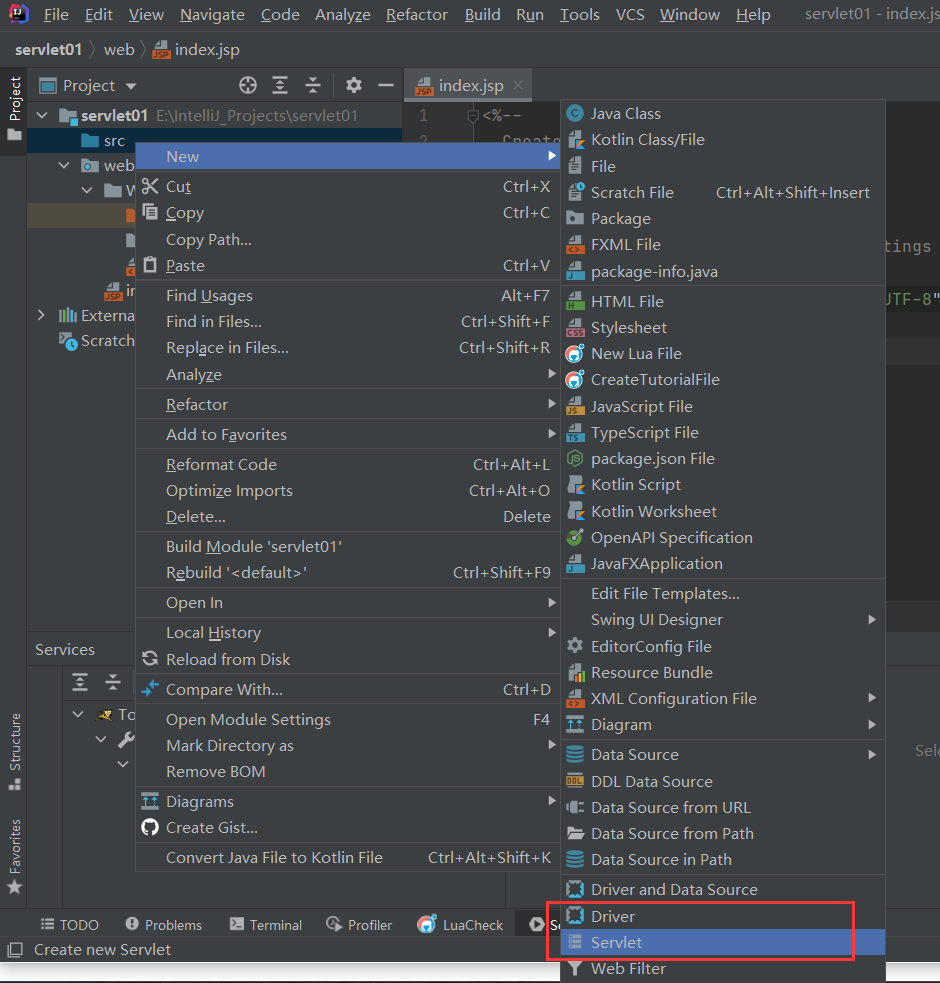 File Edit View Navigate Code Analyze Refactor Build Run Tools VCS Window Help servlet01 - index.js
servlet01 web index.jsp
Project
Project
index.jsp
servlet01 E:\IntelliJ_Projects\servlet01
src
web
W
in
Externa
Scratch
1 <%--
2 Create
tings
UTF-8"
New
Cut Ctrl+X
Copy Ctrl+C
Copy Path...
Paste Ctrl+V
Find Usages Alt+F7
Find in Files... Ctrl+Shift+F
Replace in Files... Ctrl+Shift+R
Analyze
Refactor
Add to Favorites
Reformat Code Ctrl+Alt+L
Optimize Imports Ctrl+Alt+O
Delete... Delete
Build Module 'servlet01'
Rebuild '<default>' Ctrl+Shift+F9
Open In
Local History
Reload from Disk
Compare With... Ctrl+D
Open Module Settings F4
Mark Directory as
Remove BOM
Diagrams
Create Gist...
Convert Java File to Kotlin File Ctrl+Alt+Shift+K
Java Class
Kotlin Class/File
File
Scratch File Ctrl+Alt+Shift+Insert
Package
FXML File
package-info.java
HTML File
Stylesheet
New Lua File
CreateTutorialFile
JavaScript File
TypeScript File
package.json File
Kotlin Script
Kotlin Worksheet
OpenAPI Specification
JavaFXApplication
Edit File Templates...
Swing UI Designer
EditorConfig File
Resource Bundle
XML Configuration File
Diagram
Data Source
DDL Data Source
Data Source from URL
Data Source from Path
Data Source in Path
Driver and Data Source
Driver
Servlet
Web Filter
Services
To
Sele
Structure
Favorites
TODO Problems Terminal Profiler LuaCheck Se
Create new Servlet